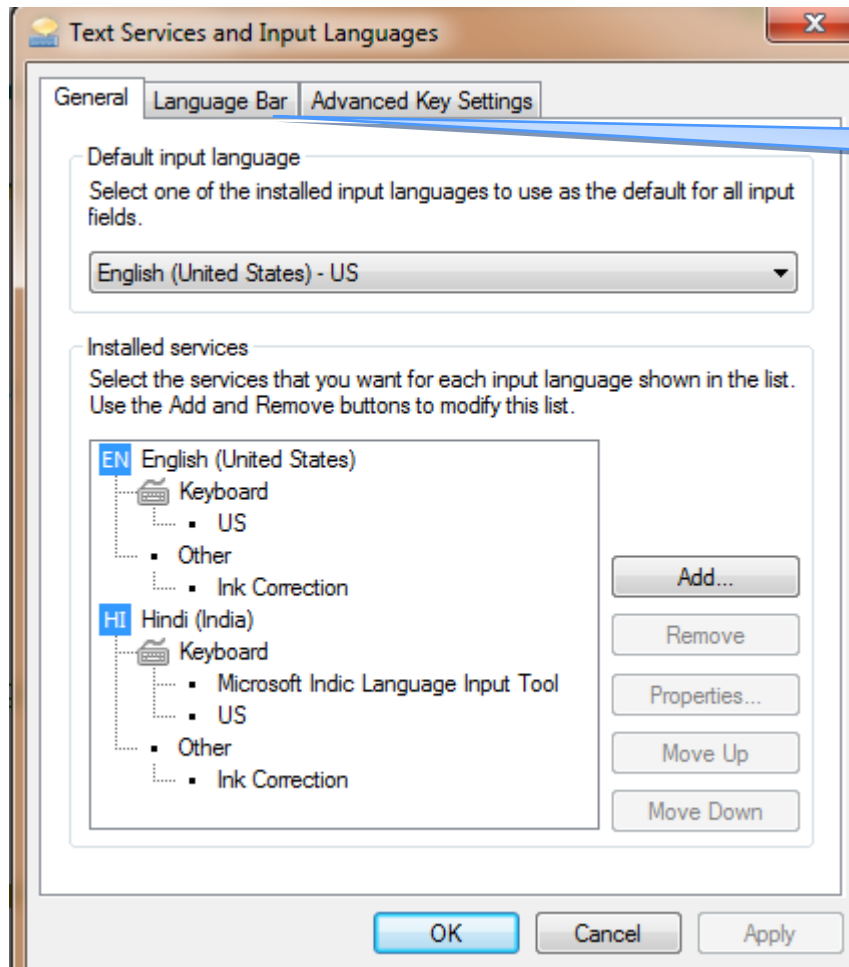 Text Services and Input Languages
General
Language Bar
Advanced Key Settings
Default input language
Select one of the installed input languages to use as the default for all input
fields.
English (United States) - US
Installed services
Select the services that you want for each input language shown in the list.
Use the Add and Remove buttons to modify this list.
EN English (United States)
Keyboard
US
Other
Ink Correction
HI Hindi (India)
Keyboard
Microsoft Indic Language Input Tool
US
Other
Ink Correction
Add...
Remove
Properties...
Move Up
Move Down
OK
Cancel
Apply